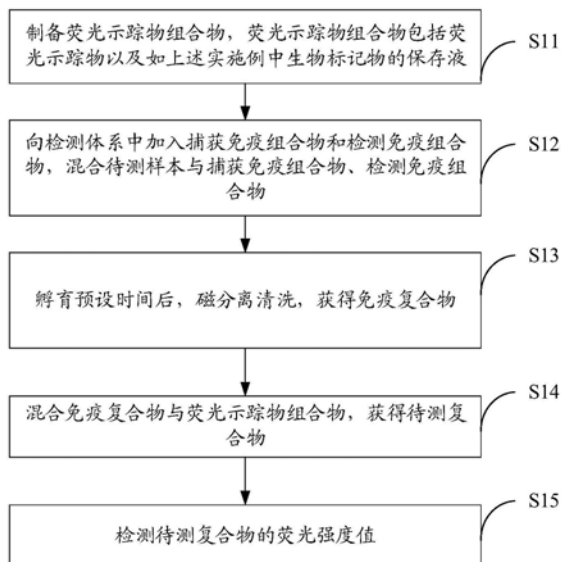 制备荧光示踪物组合物，荧光示踪物组合物包括荧
光示踪物以及如上述实施例中生物标记物的保存液
S11
向检测体系中加入捕获免疫组合物和检测免疫组合
物，混合待测样本与捕获免疫组合物、检测免疫组
合物
S12
孵育预设时间后，磁分离清洗，获得免疫复合物
S13
混合免疫复合物与荧光示踪物组合物，获得待测复
合物
S14
检测待测复合物的荧光强度值
S15